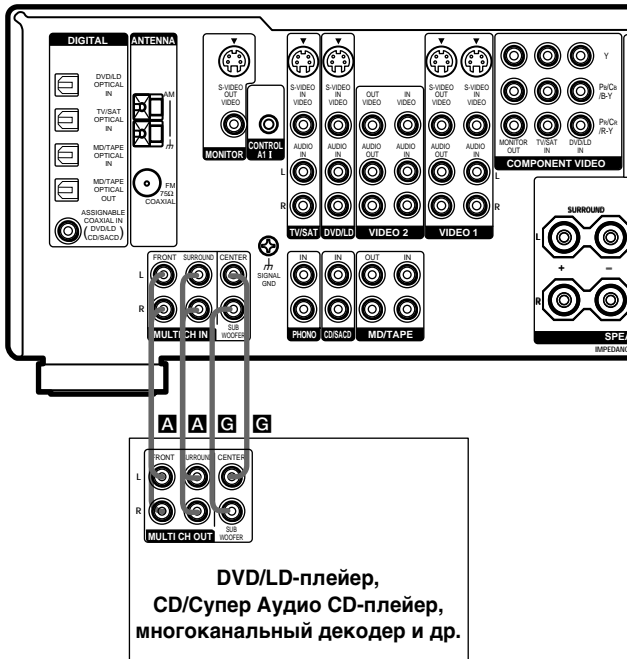 DIGITAL
DVD/LD
OPTICAL
IN
TV/SAT
OPTICAL
IN
MD/TAPE
OPTICAL
IN
MD/TAPE
OPTICAL
OUT
ASSIGNABLE
COAXIAL IN
( DVD/LD
CD/SACD )
ANTENNA
AM
FM
75Ω
COAXIAL
S-VIDEO
OUT
VIDEO
MONITOR
CONTROL
A1 I
S-VIDEO
IN
VIDEO
AUDIO
IN
L
R
TV/SAT
S-VIDEO
IN
VIDEO
AUDIO
IN
DVD/LD
OUT
VIDEO
IN
VIDEO
AUDIO
OUT
AUDIO
IN
VIDEO 2
S-VIDEO
OUT
VIDEO
S-VIDEO
IN
VIDEO
AUDIO
OUT
AUDIO
IN
L
R
VIDEO 1
Y
PB/CB
/B-Y
PR/CR
/R-Y
MONITOR
OUT
TV/SAT
IN
DVD/LD
IN
COMPONENT VIDEO
SURROUND
L
+ –
R
SPEA
IMPEDANC
SIGNAL
GND
FRONT SURROUND CENTER
L
R
MULTI CH IN
SUB
WOOFER
IN
PHONO
IN
CD/SACD
OUT IN
MD/TAPE
A A G G
FRONT SURROUND CENTER
L
R
MULTI CH OUT
SUB
WOOFER
DVD/LD-плейер,
CD/Супер Аудио CD-плейер,
многоканальный декодер и др.